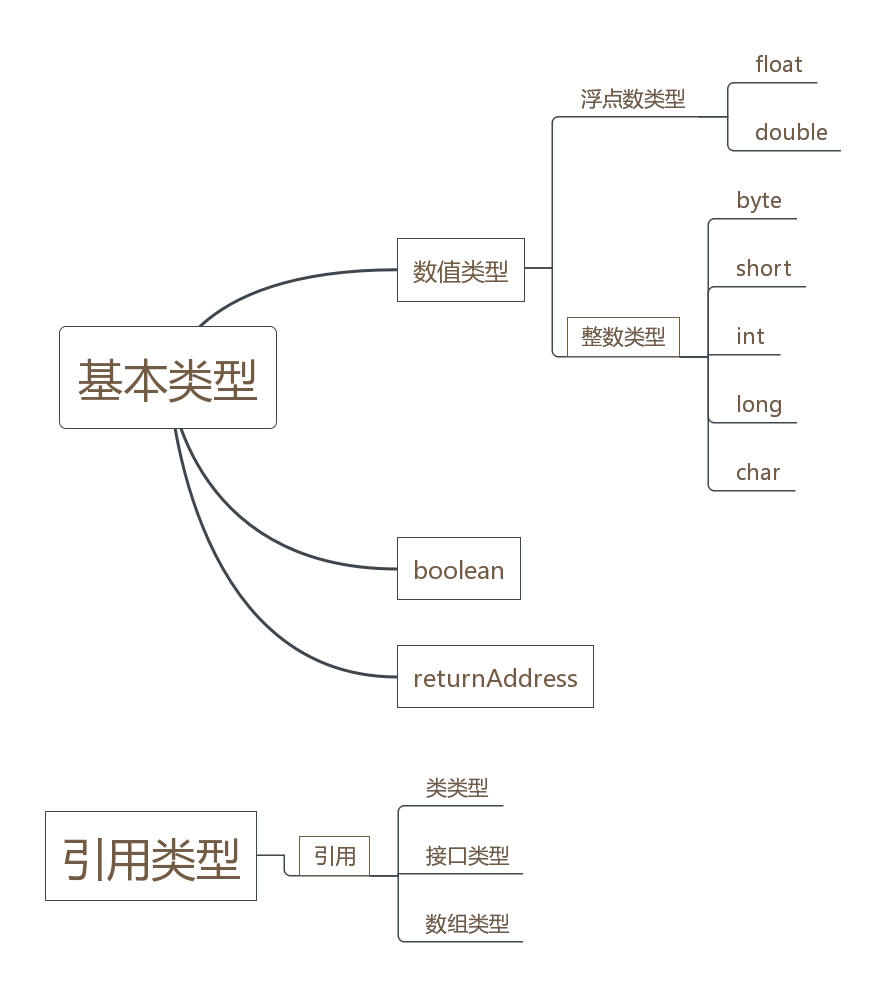 基本类型
数值类型
浮点数类型
float
double
整数类型
byte
short
int
long
char
boolean
returnAddress
引用类型
引用
类类型
接口类型
数组类型